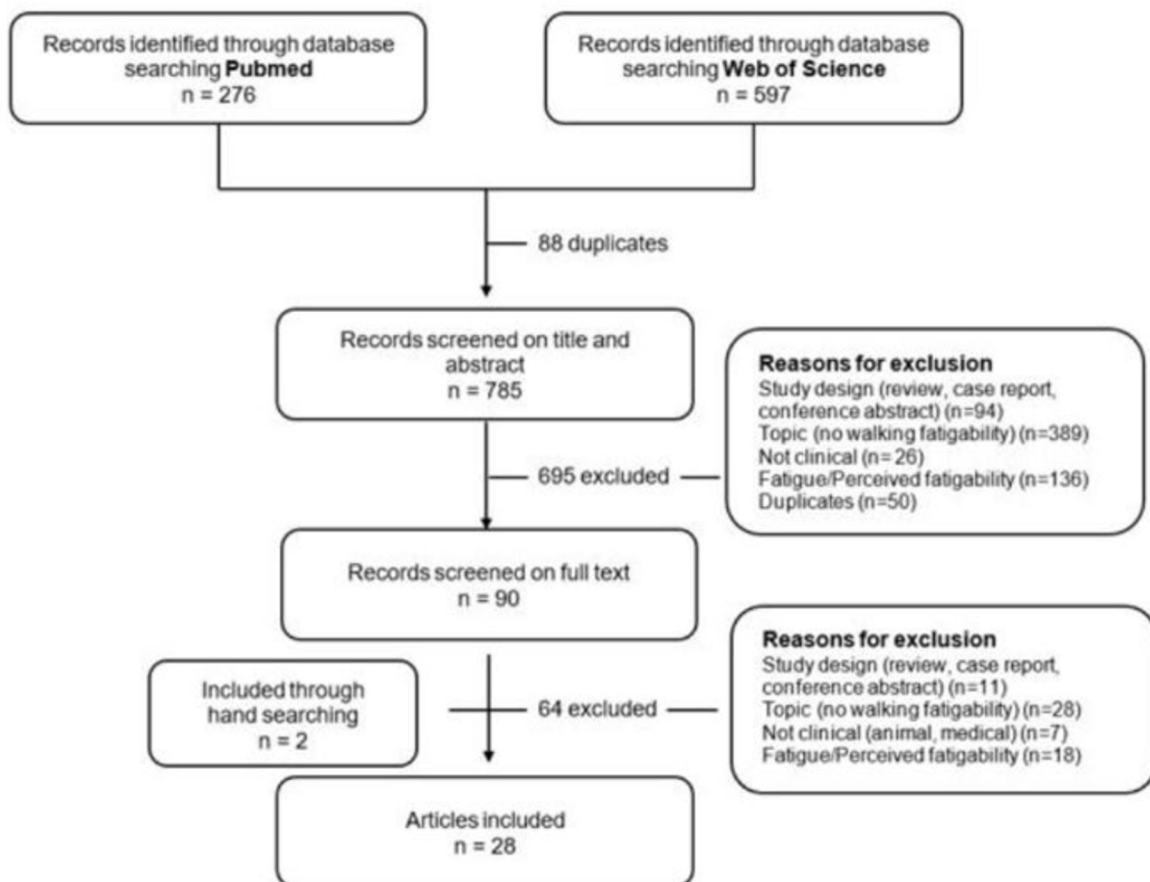 Records identified through database
searching Pubmed
n = 276
Records identified through database
searching Web of Science
n = 597
88 duplicates
Records screened on title and
abstract
n = 785
695 excluded
Reasons for exclusion
Study design (review, case report,
conference abstract) (n=94)
Topic (no walking fatigability) (n=389)
Not clinical (n=26)
Fatigue/Perceived fatigability (n=136)
Duplicates (n=50)
Records screened on full text
n = 90
Included through
hand searching
n = 2
64 excluded
Reasons for exclusion
Study design (review, case report,
conference abstract) (n=11)
Topic (no walking fatigability) (n=28)
Not clinical (animal, medical) (n=7)
Fatigue/Perceived fatigability (n=18)
Articles included
n = 28